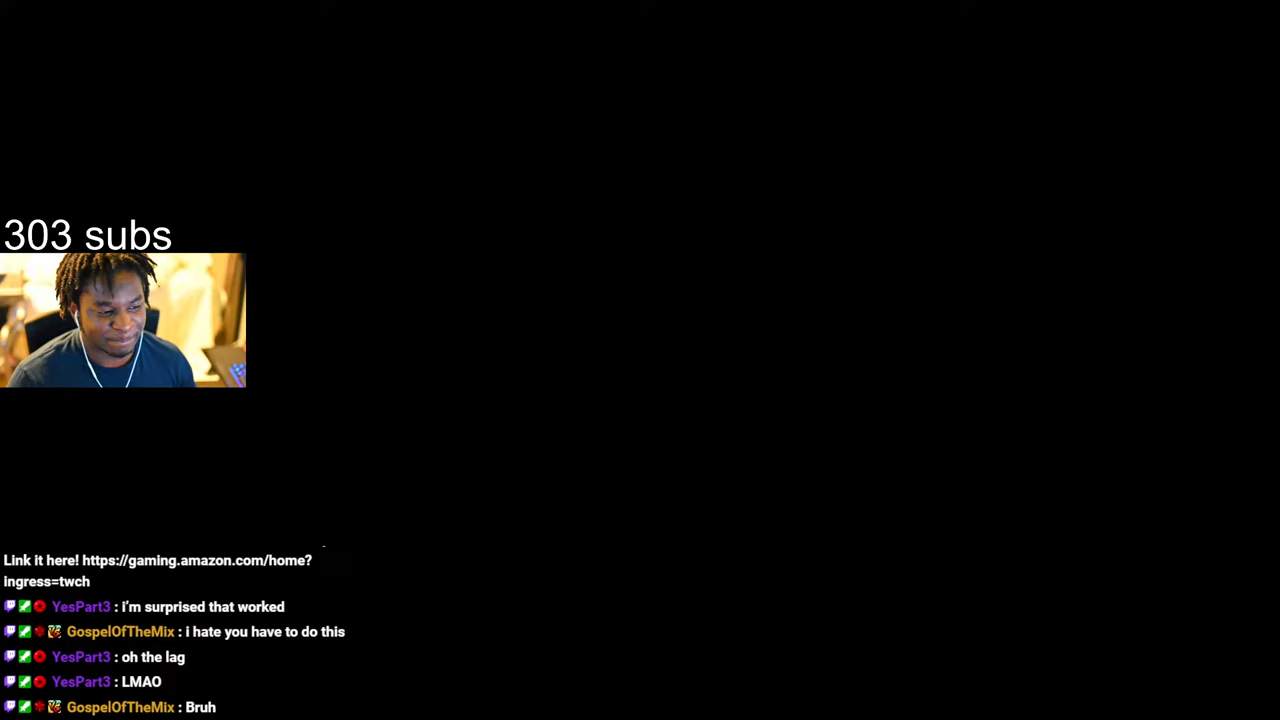 303 subs
Link it here! https://gaming.amazon.com/home?
ingress=twch
YesPart3 : i'm surprised that worked
GospelOfTheMix : i hate you have to do this
YesPart3 : oh the lag
YesPart3 : LMAO
GospelOfTheMix : Bruh